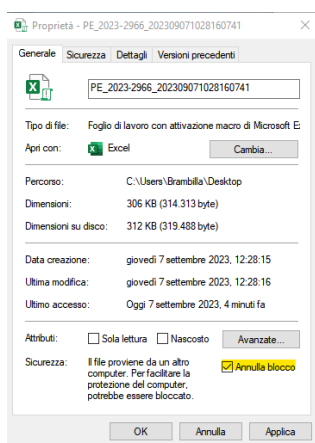 Proprietà - PE_2023-2966_202309071028160741
Generale Sicurezza Dettagli Versioni precedenti
PE_2023-2966_202309071028160741
Tipo di file: Foglio di lavoro con attivazione macro di Microsoft E
Apri con: Excel Cambia...
Percorso: C:\Users\Brambilla\Desktop
Dimensioni: 306 KB (314.313 byte)
Dimensioni su disco: 312 KB (319.488 byte)
Data creazione: giovedì 7 settembre 2023, 12:28:15
Ultima modifica: giovedì 7 settembre 2023, 12:28:16
Ultimo accesso: Oggi 7 settembre 2023, 4 minuti fa
Attributi: Sola lettura Nascosto Avanzate...
Sicurezza: Il file proviene da un altro
computer. Per facilitare la
protezione del computer,
potrebbe essere bloccato.
Annulla blocco
OK Annulla Applica